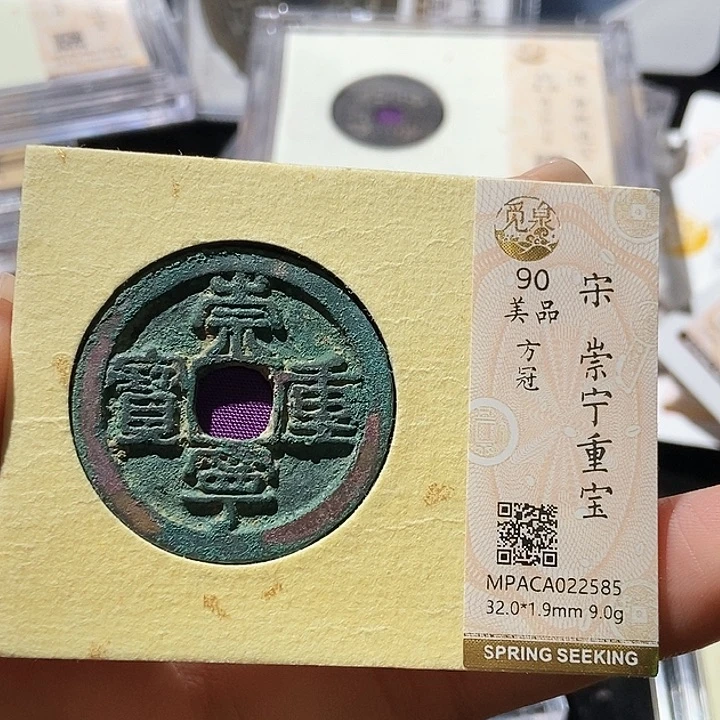 崇
寶 重
寧
觅泉
90
美品
方冠
宋 崇宁重宝
MPACA022585
32.0*1.9mm 9.0g
SPRING SEEKING